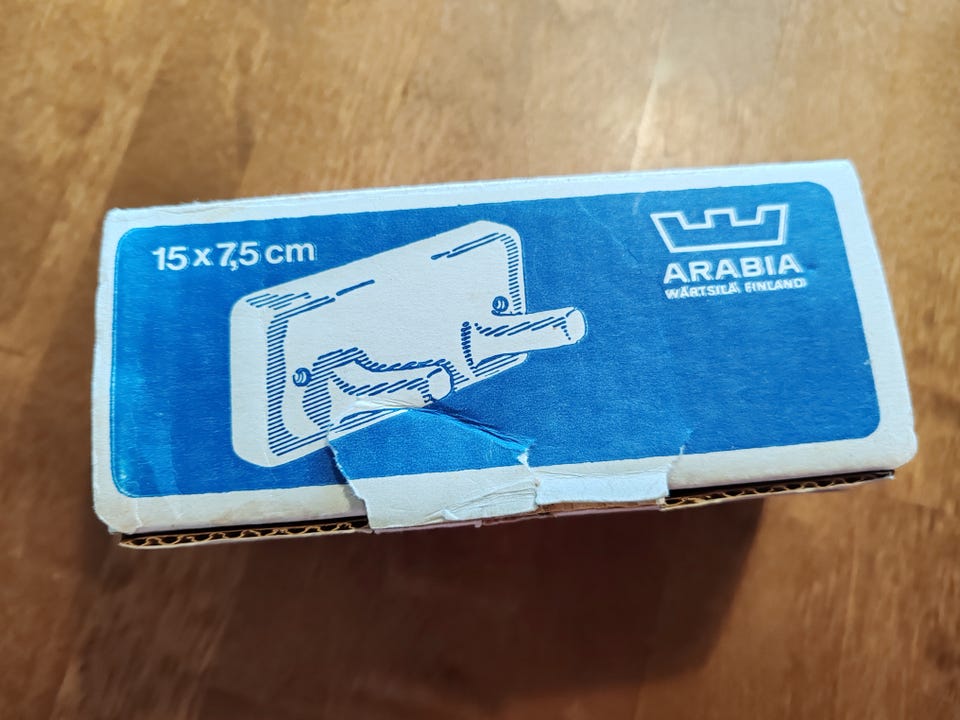 15 x 7,5 cm
ARABIA
WÄRTSILÄ, FINLAND